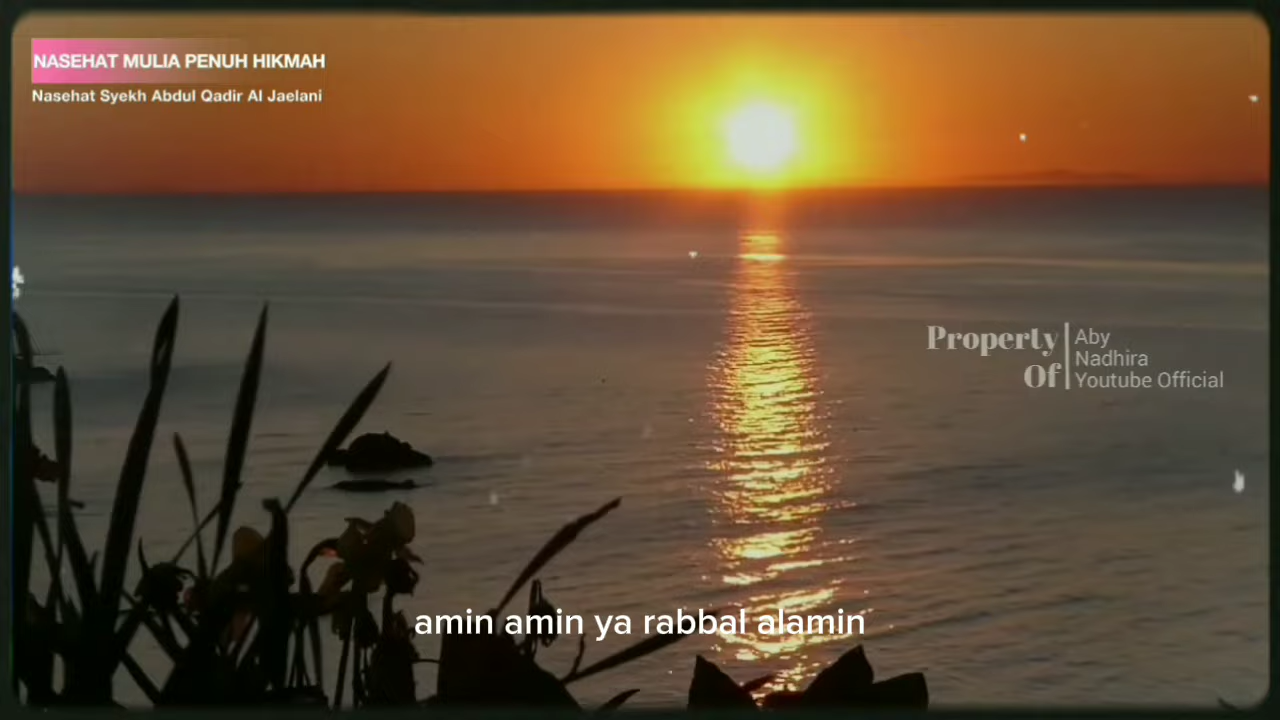 NASEHAT MULIA PENUH HIKMAH
Nasehat Syekh Abdul Qadir Al Jaelani
Property Of
Aby
Nadhira
Youtube Official
amin amin ya rabbal alamin